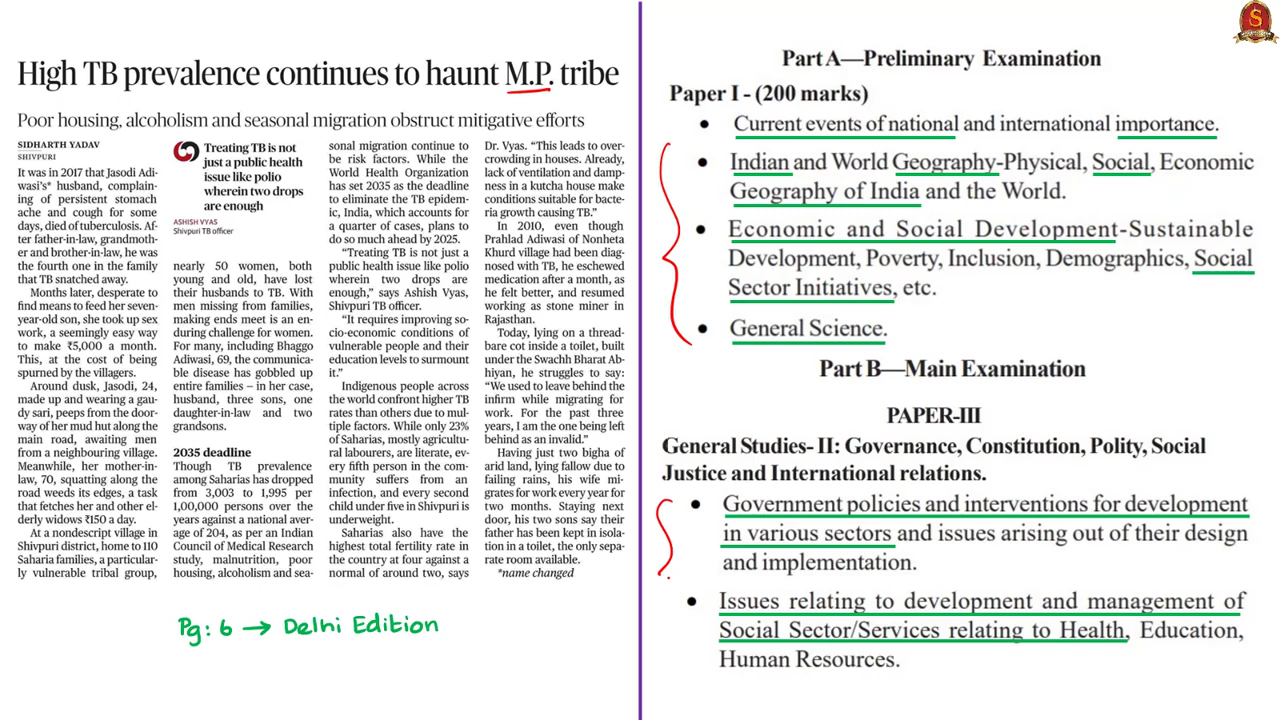 High TB prevalence continues to haunt M.P. tribe
Poor housing, alcoholism and seasonal migration obstruct mitigative efforts
SIDHARTH YADAV
SHIVPURI
It was in 2017 that Jasodi Adi-
wasi's* husband, complain-
ing of persistent stomach
ache and cough for some
days, died of tuberculosis. Af-
ter father-in-law, grandmoth-
er and brother-in-law, he was
the fourth one in the family
that TB snatched away.
Months later, desperate to
find means to feed her seven-
year-old son, she took up sex
work, a seemingly easy way
to make ₹5,000 a month.
This, at the cost of being
spurned by the villagers.
Around dusk, Jasodi, 24,
made up and wearing a gau-
dy sari, peeps from the door-
way of her mud hut along the
main road, awaiting men
from a neighbouring village.
Meanwhile, her mother-in-
law, 70, squatting along the
road weeds its edges, a task
that fetches her and other el-
derly widows ₹150 a day.
At a nondescript village in
Shivpuri district, home to 110
Saharia families, a particular-
ly vulnerable tribal group,
Treating TB is not
just a public health
issue like polio
wherein two drops
are enough
ASHISH VYAS
Shivpuri TB officer
nearly 50 women, both
young and old, have lost
their husbands to TB. With
men missing from families,
making ends meet is an en-
during challenge for women.
For many, including Bhaggo
Adiwasi, 69, the communica-
ble disease has gobbled up
entire families – in her case,
husband, three sons, one
daughter-in-law and two
grandsons.
2035 deadline
Though TB prevalence
among Saharias has dropped
from 3,003 to 1,995 per
1,00,000 persons over the
years against a national aver-
age of 204, as per an Indian
Council of Medical Research
study, malnutrition, poor
housing, alcoholism and sea-
sonal migration continue to
be risk factors. While the
World Health Organization
has set 2035 as the deadline
to eliminate the TB epidem-
ic, India, which accounts for
a quarter of cases, plans to
do so much ahead by 2025.
"Treating TB is not just a
public health issue like polio
wherein two drops are
enough," says Ashish Vyas,
Shivpuri TB officer.
"It requires improving so-
cio-economic conditions of
vulnerable people and their
education levels to surmount
it."
Indigenous people across
the world confront higher TB
rates than others due to mul-
tiple factors. While only 23%
of Saharias, mostly agricultu-
ral labourers, are literate, ev-
ery fifth person in the com-
munity suffers from an
infection, and every second
child under five in Shivpuri is
underweight.
Saharias also have the
highest total fertility rate in
the country at four against a
normal of around two, says
Dr. Vyas. "This leads to over-
crowding in houses. Already,
lack of ventilation and damp-
ness in a kutcha house make
conditions suitable for bacte-
ria growth causing TB."
In 2010, even though
Prahlad Adiwasi of Nonheta
Khurd village had been diag-
nosed with TB, he eschewed
medication after a month, as
he felt better, and resumed
working as stone miner in
Rajasthan.
Today, lying on a thread-
bare cot inside a toilet, built
under the Swachh Bharat Ab-
hiyan, he struggles to say:
"We used to leave behind the
infirm while migrating for
work. For the past three
years, I am the one being left
behind as an invalid."
Having just two bigha of
arid land, lying fallow due to
failing rains, his wife mi-
grates for work every year for
two months. Staying next
door, his two sons say their
father has been kept in isola-
tion in a toilet, the only sepa-
rate room available.
*name changed
Pg: 6 → Delhi Edition
Part A—Preliminary Examination
Paper I - (200 marks)
• Current events of national and international importance.
• Indian and World Geography-Physical, Social, Economic
Geography of India and the World.
• Economic and Social Development-Sustainable
Development, Poverty, Inclusion, Demographics, Social
Sector Initiatives, etc.
• General Science.
Part B—Main Examination
PAPER-III
General Studies- II: Governance, Constitution, Polity, Social
Justice and International relations.
• Government policies and interventions for development
in various sectors and issues arising out of their design
and implementation.
• Issues relating to development and management of
Social Sector/Services relating to Health, Education,
Human Resources.